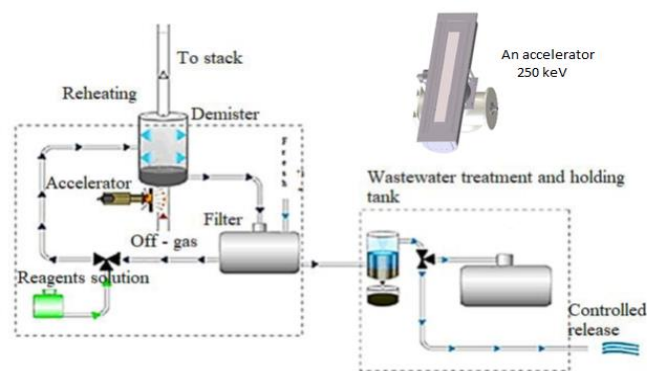 To stack
An accelerator
250 keV
Reheating
Demister
Fresh
Wastewater treatment and holding
tank
Accelerator
Filter
Off - gas
Reagents solution
Controlled
release